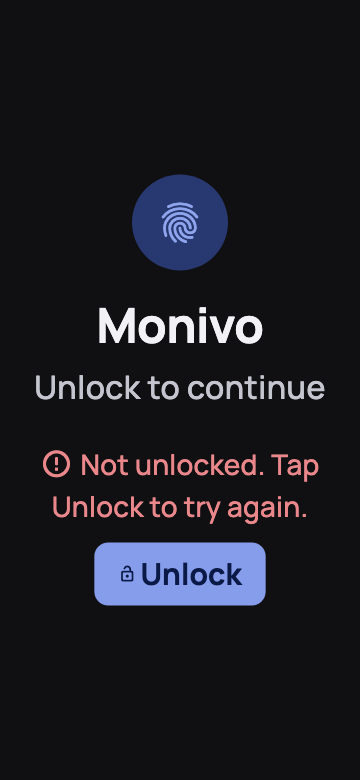 Monivo
Unlock to continue
Not unlocked. Tap
Unlock to try again.
Unlock